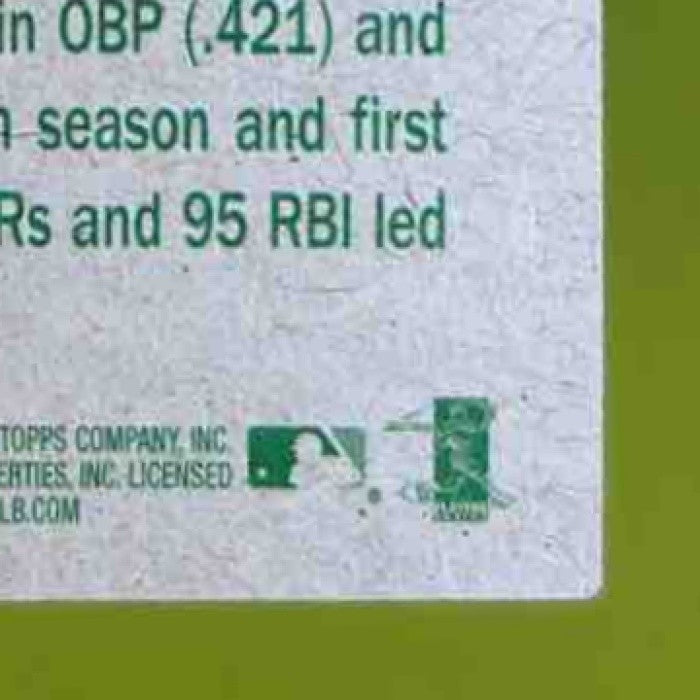 in OBP (.421) and
season and first
Rs and 95 RBI led
TOPPS COMPANY, INC.
ERTIES, INC. LICENSED
LB.COM
®